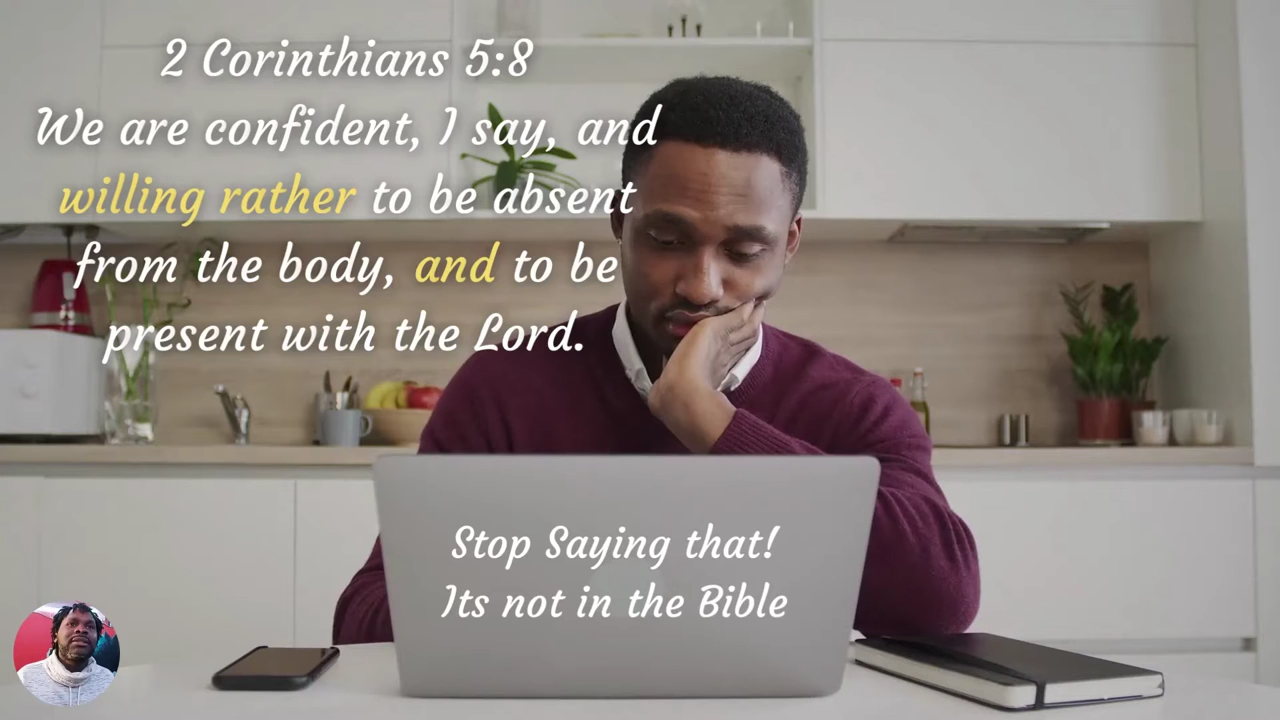 2 Corinthians 5:8
We are confident, I say, and
willing rather to be absent
from the body, and to be
present with the Lord.
Stop Saying that!
Its not in the Bible